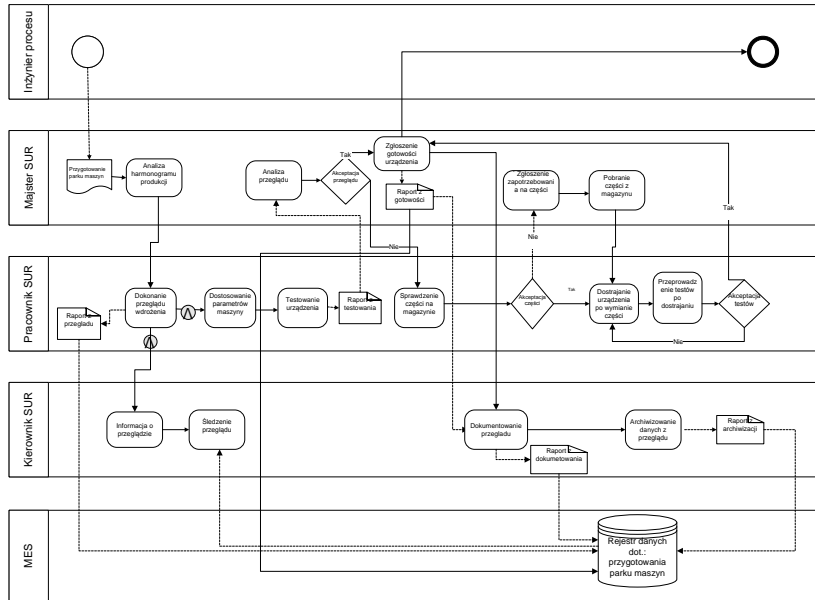 Inżynier procesu
Majster SUR
Przygotowanie
parku maszyn
Analiza
harmonogramu
produkcji
Analiza
przeglądu
Tak
Akceptacja
przeglądu
Zgłoszenie
gotowości
urządzenia
Raport z
gotowości
Nie
Zgłoszenie
zapotrzebowani
a na części
Pobranie
części z
magazynu
Nie
Tak
Pracownik SUR
Raport z
przegladu
Dokonanie
przeglądu
wdrożenia
Dostosowanie
parametrów
maszyny
Testowanie
urządzenia
Raport z
testowania
Sprawdzenie
części na
magazynie
Akceptacja
części
Tak
Dostrajanie
urządzenia
po wymianie
części
Przeprowadz
enie testów
po
dostrajaniu
Akceptacja
testów
Nie
Kierownik SUR
Informacja o
przeglądzie
Śledzenie
przeglądu
Dokumentowanie
przegladu
Raport z
dokumetowania
Archiwizowanie
danych z
przeglądu
Raport z
archiwizacji
MES
Rejestr danych
dot.:
przygotowania
parku maszyn